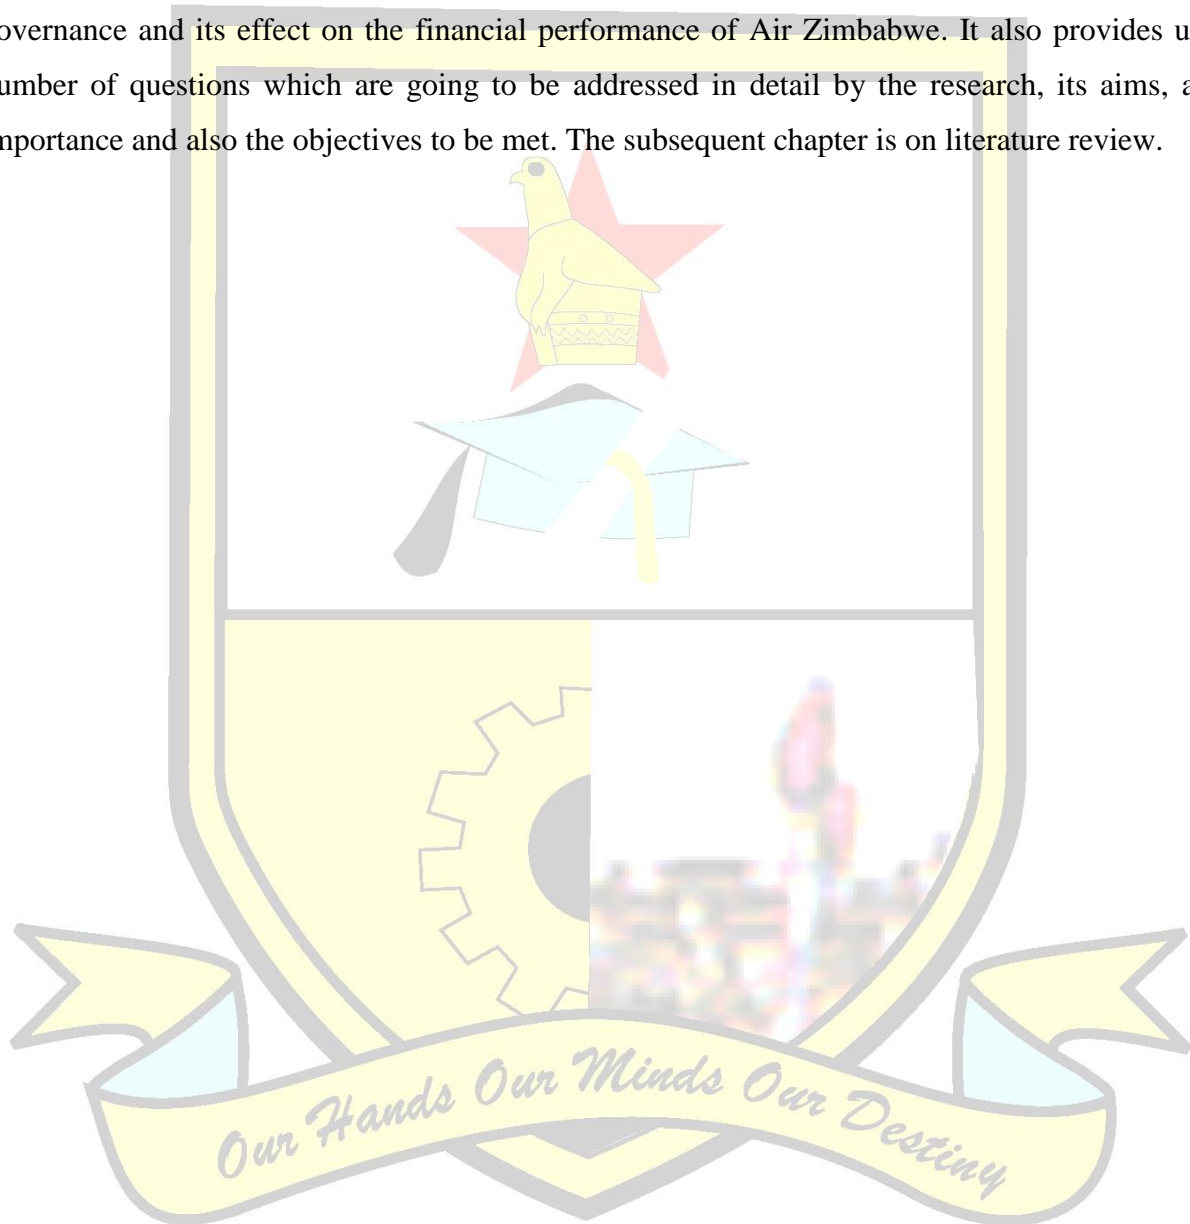 overnance and its effect on the financial performance of Air Zimbabwe. It also provides u
umber of questions which are going to be addressed in detail by the research, its aims, a
mportance and also the objectives to be met. The subsequent chapter is on literature review.
Our Hands Our Minds Our Destiny